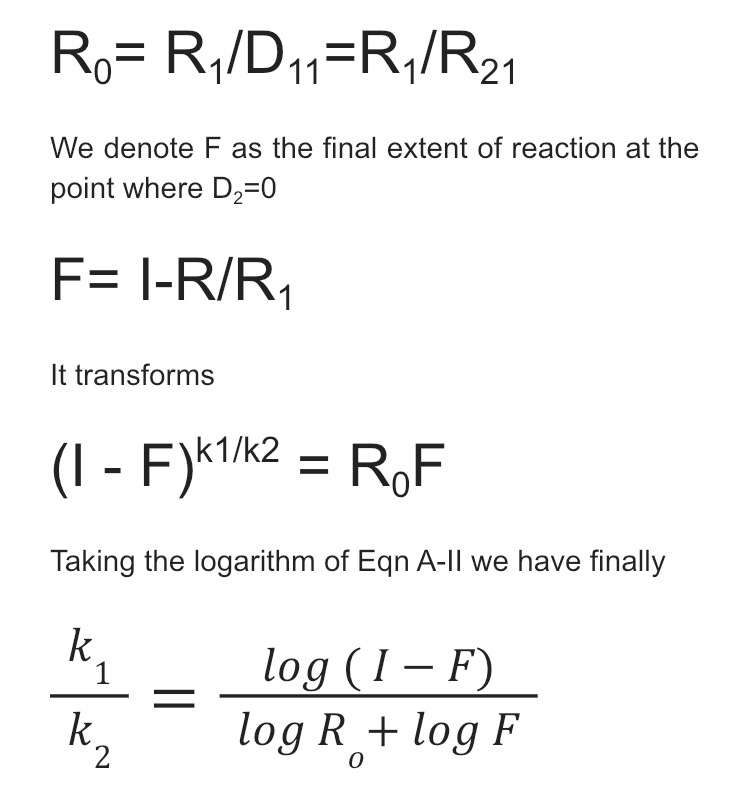 R₀= R₁/D₁₁=R₁/R₂₁
We denote F as the final extent of reaction at the
point where D₂=0
F= I-R/R₁
It transforms
(I - F)^k1/k2 = R₀F
Taking the logarithm of Eqn A-II we have finally
k₁/k₂ = log ( I − F)/log Rₒ+ log F